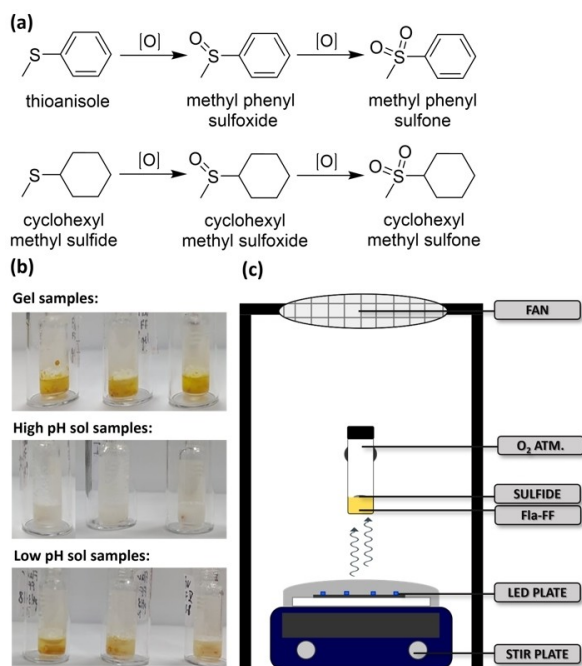 (a)
[O]
[O]
thioanisole
methyl phenyl
sulfoxide
methyl phenyl
sulfone
[O]
[O]
cyclohexyl
methyl sulfide
cyclohexyl
methyl sulfoxide
cyclohexyl
methyl sulfone
(b)
Gel samples:
High pH sol samples:
Low pH sol samples:
(c)
FAN
O₂ ATM.
SULFIDE
Fla-FF
LED PLATE
STIR PLATE